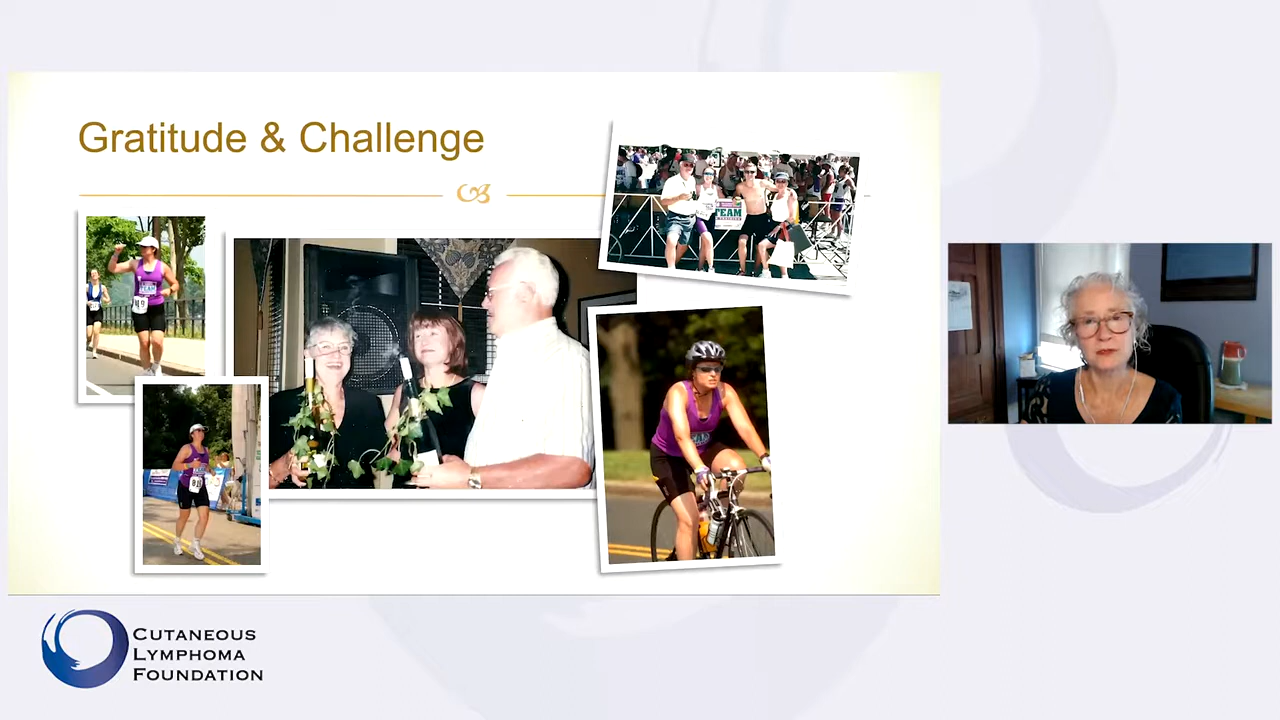 Gratitude & Challenge
TEAM
CUTANEOUS
LYMPHOMA
FOUNDATION